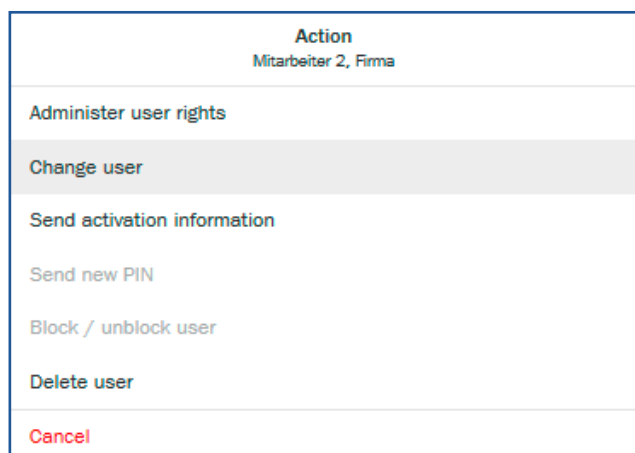 Action
Mitarbeiter 2, Firma
Administer user rights
Change user
Send activation information
Send new PIN
Block / unblock user
Delete user
Cancel